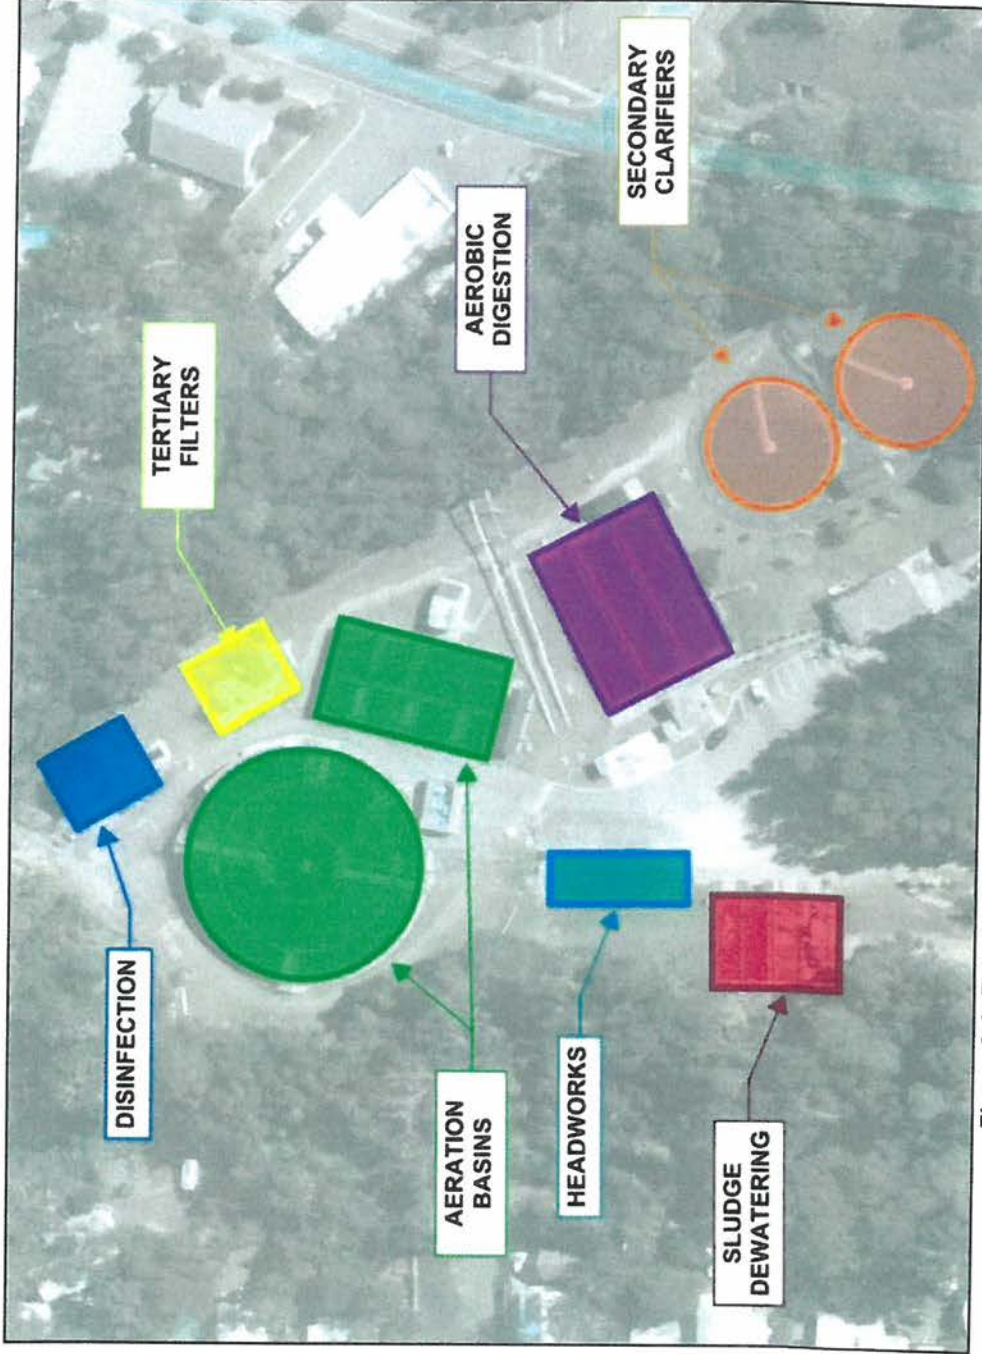 DISINFECTION
TERTIARY
FILTERS
AERATION
BASINS
AEROBIC
DIGESTION
HEADWORKS
SECONDARY
CLARIFIERS
SLUDGE
DEWATERING